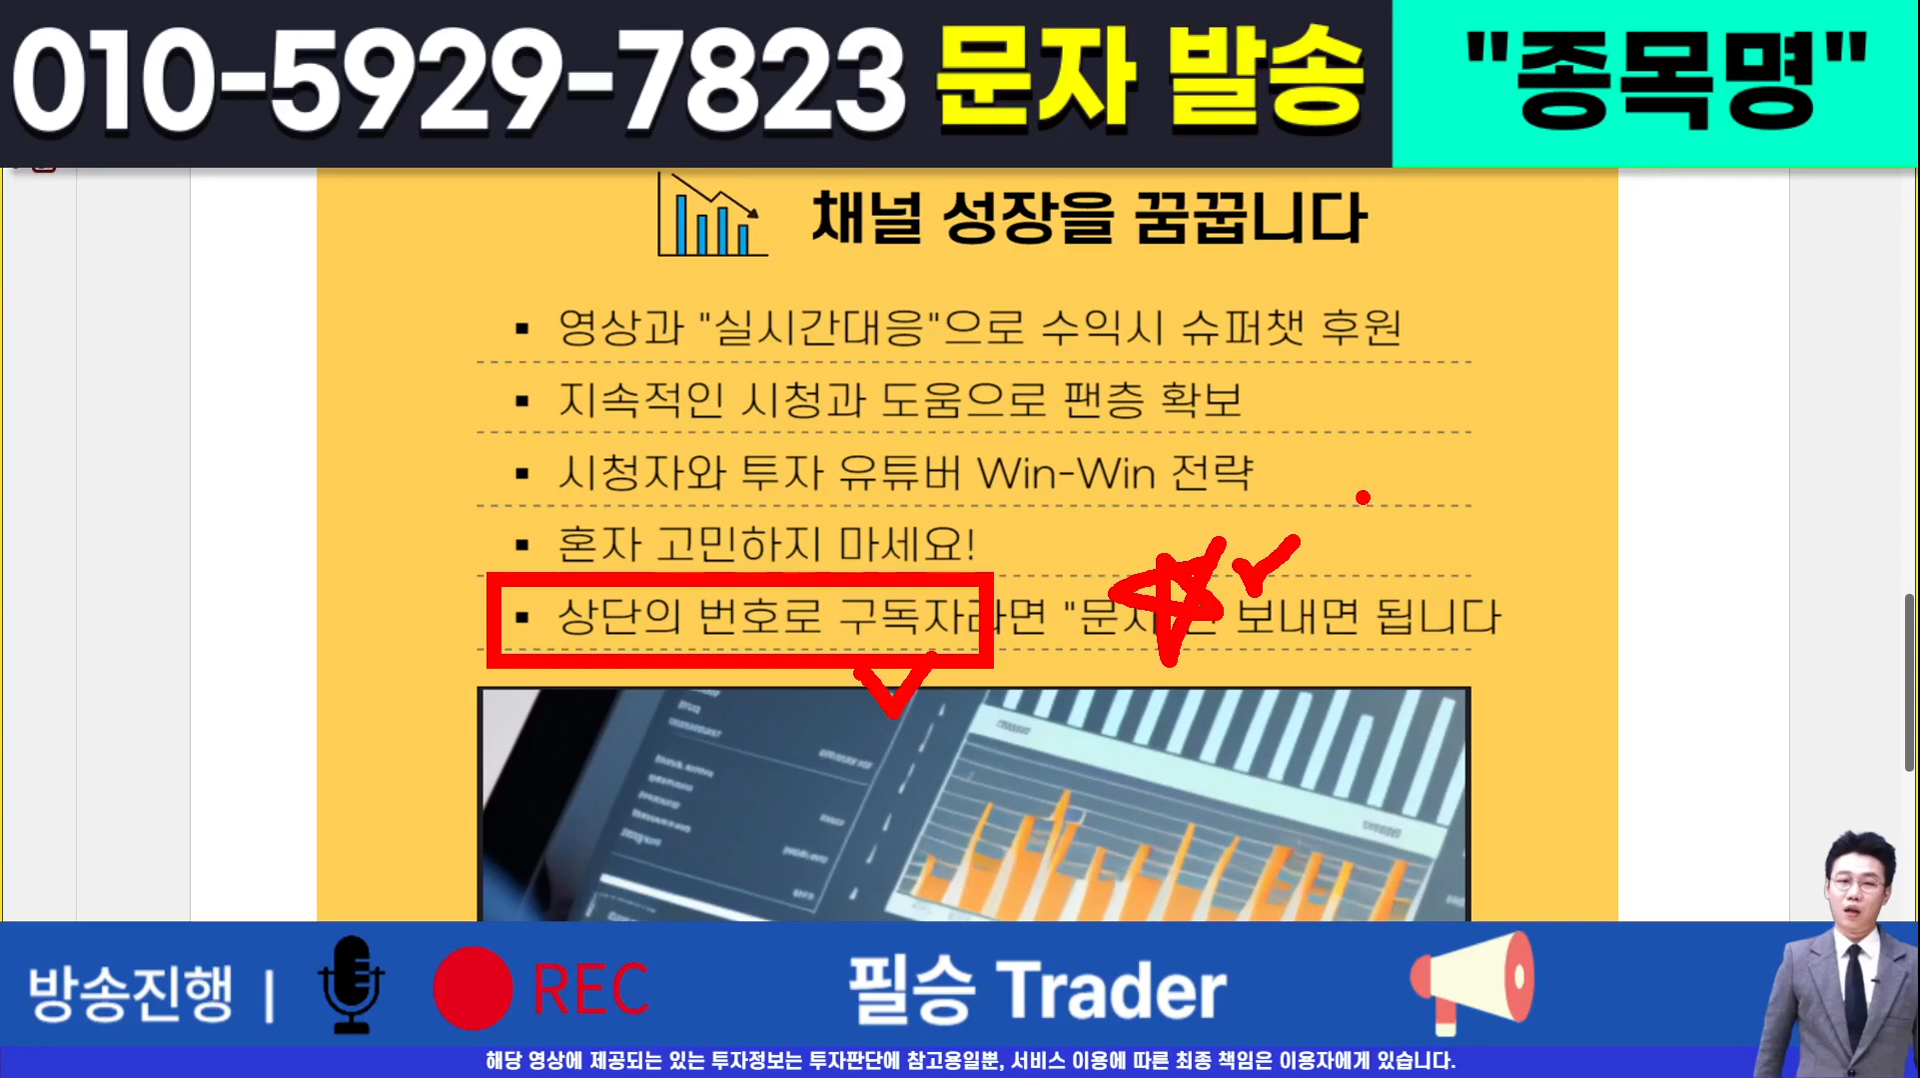 010-5929-7823 문자 발송 "종목명"
채널 성장을 꿈꿉니다
▪ 영상과 "실시간대응"으로 수익시 슈퍼챗 후원
▪ 지속적인 시청과 도움으로 팬층 확보
▪ 시청자와 투자 유튜버 Win-Win 전략
▪ 혼자 고민하지 마세요!
▪ 상단의 번호로 구독자라면 "문자 보내면 됩니다
방송진행 | REC 필승 Trader
해당 영상에 제공되는 있는 투자정보는 투자판단에 참고용일뿐, 서비스 이용에 따른 최종 책임은 이용자에게 있습니다.